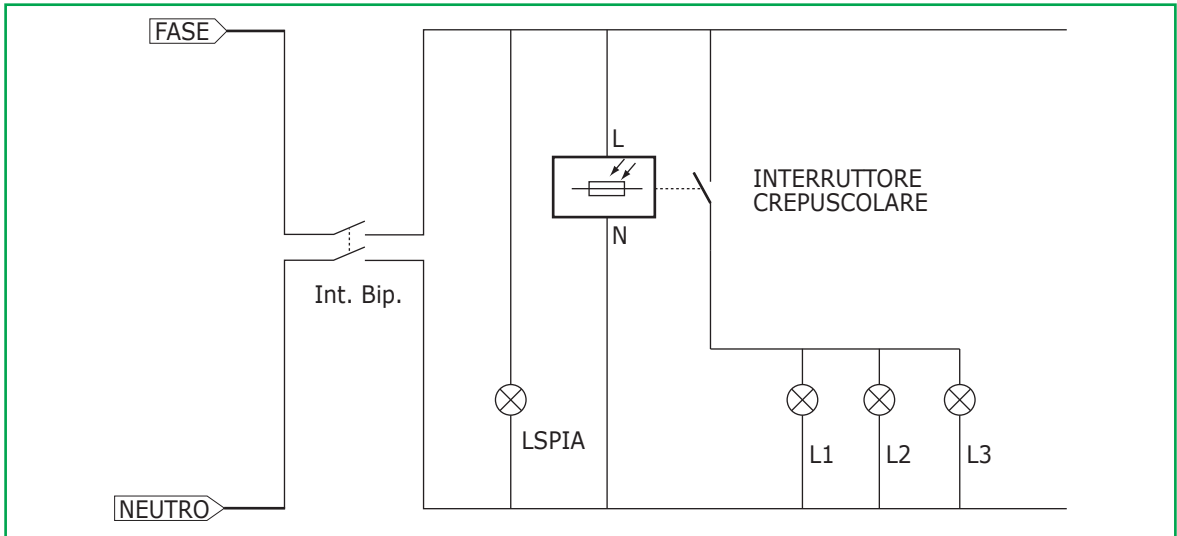 FASE
L
INTERRUTTORE
CREPUSCOLARE
N
Int. Bip.
LSPIA
L1
L2
L3
NEUTRO